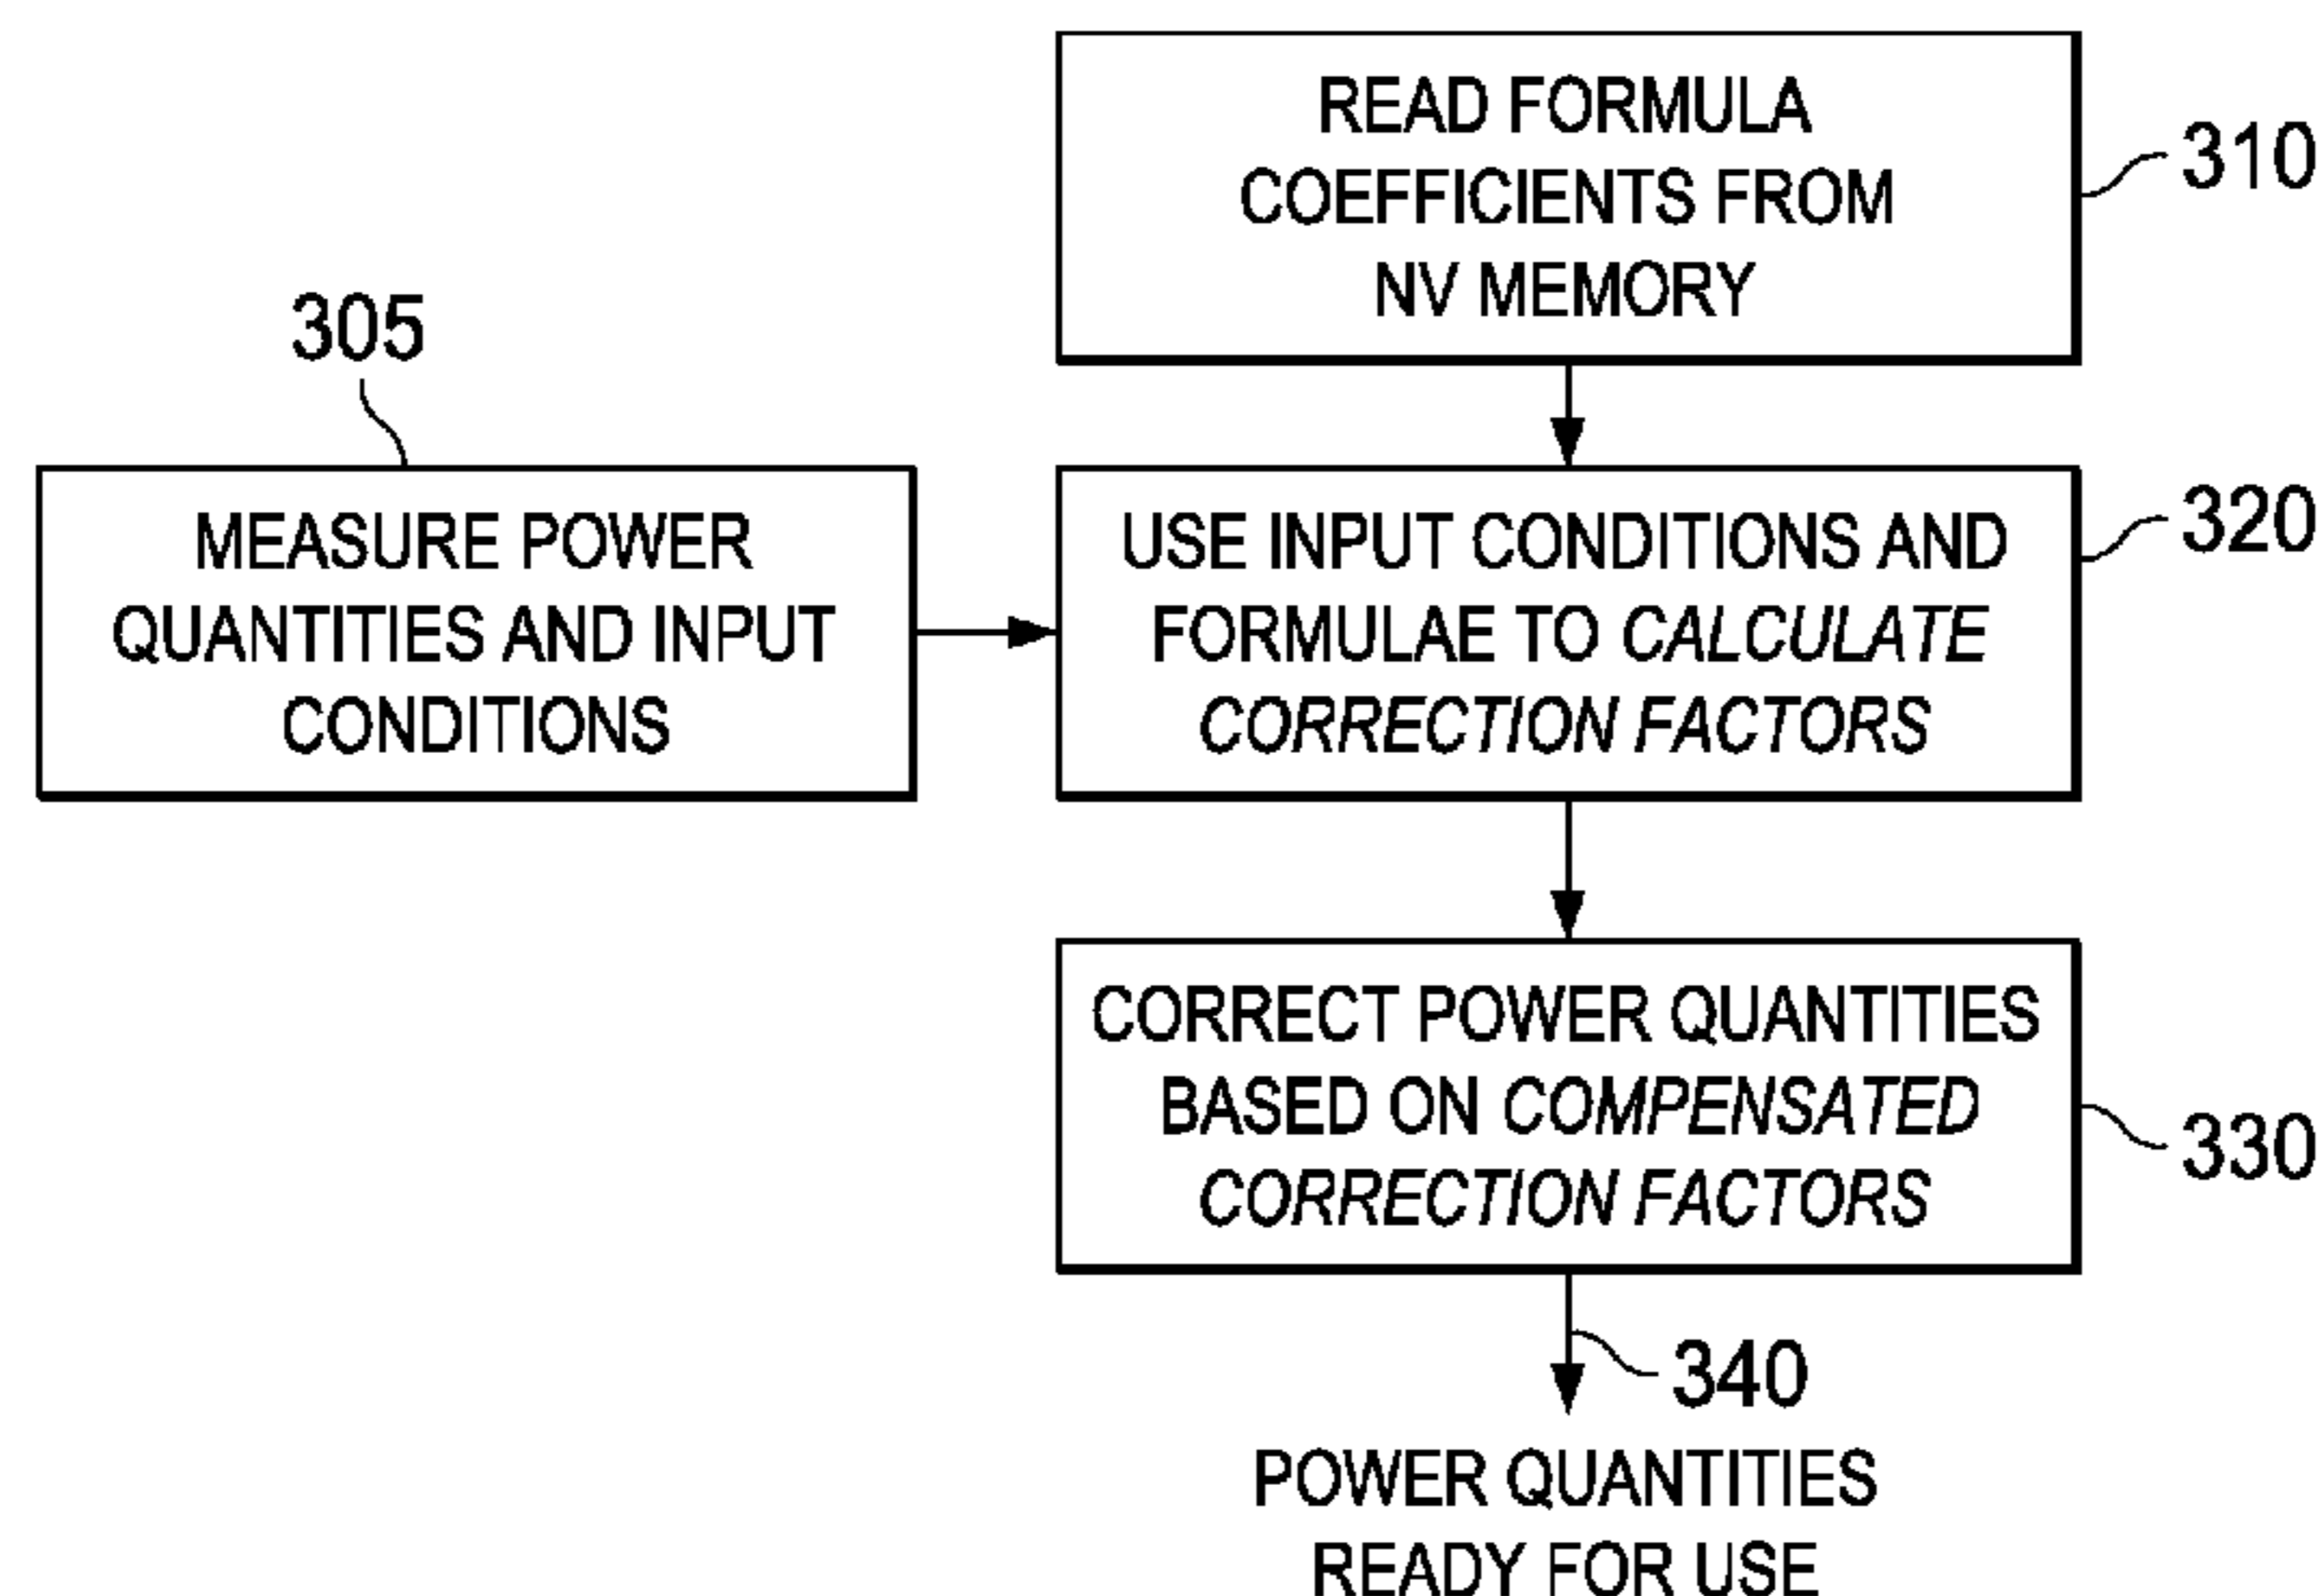 READ FORMULA
COEFFICIENTS FROM
NV MEMORY
310
305
MEASURE POWER
QUANTITIES AND INPUT
CONDITIONS
USE INPUT CONDITIONS AND
FORMULAE TO CALCULATE
CORRECTION FACTORS
320
CORRECT POWER QUANTITIES
BASED ON COMPENSATED
CORRECTION FACTORS
330
340
POWER QUANTITIES
READY FOR USE